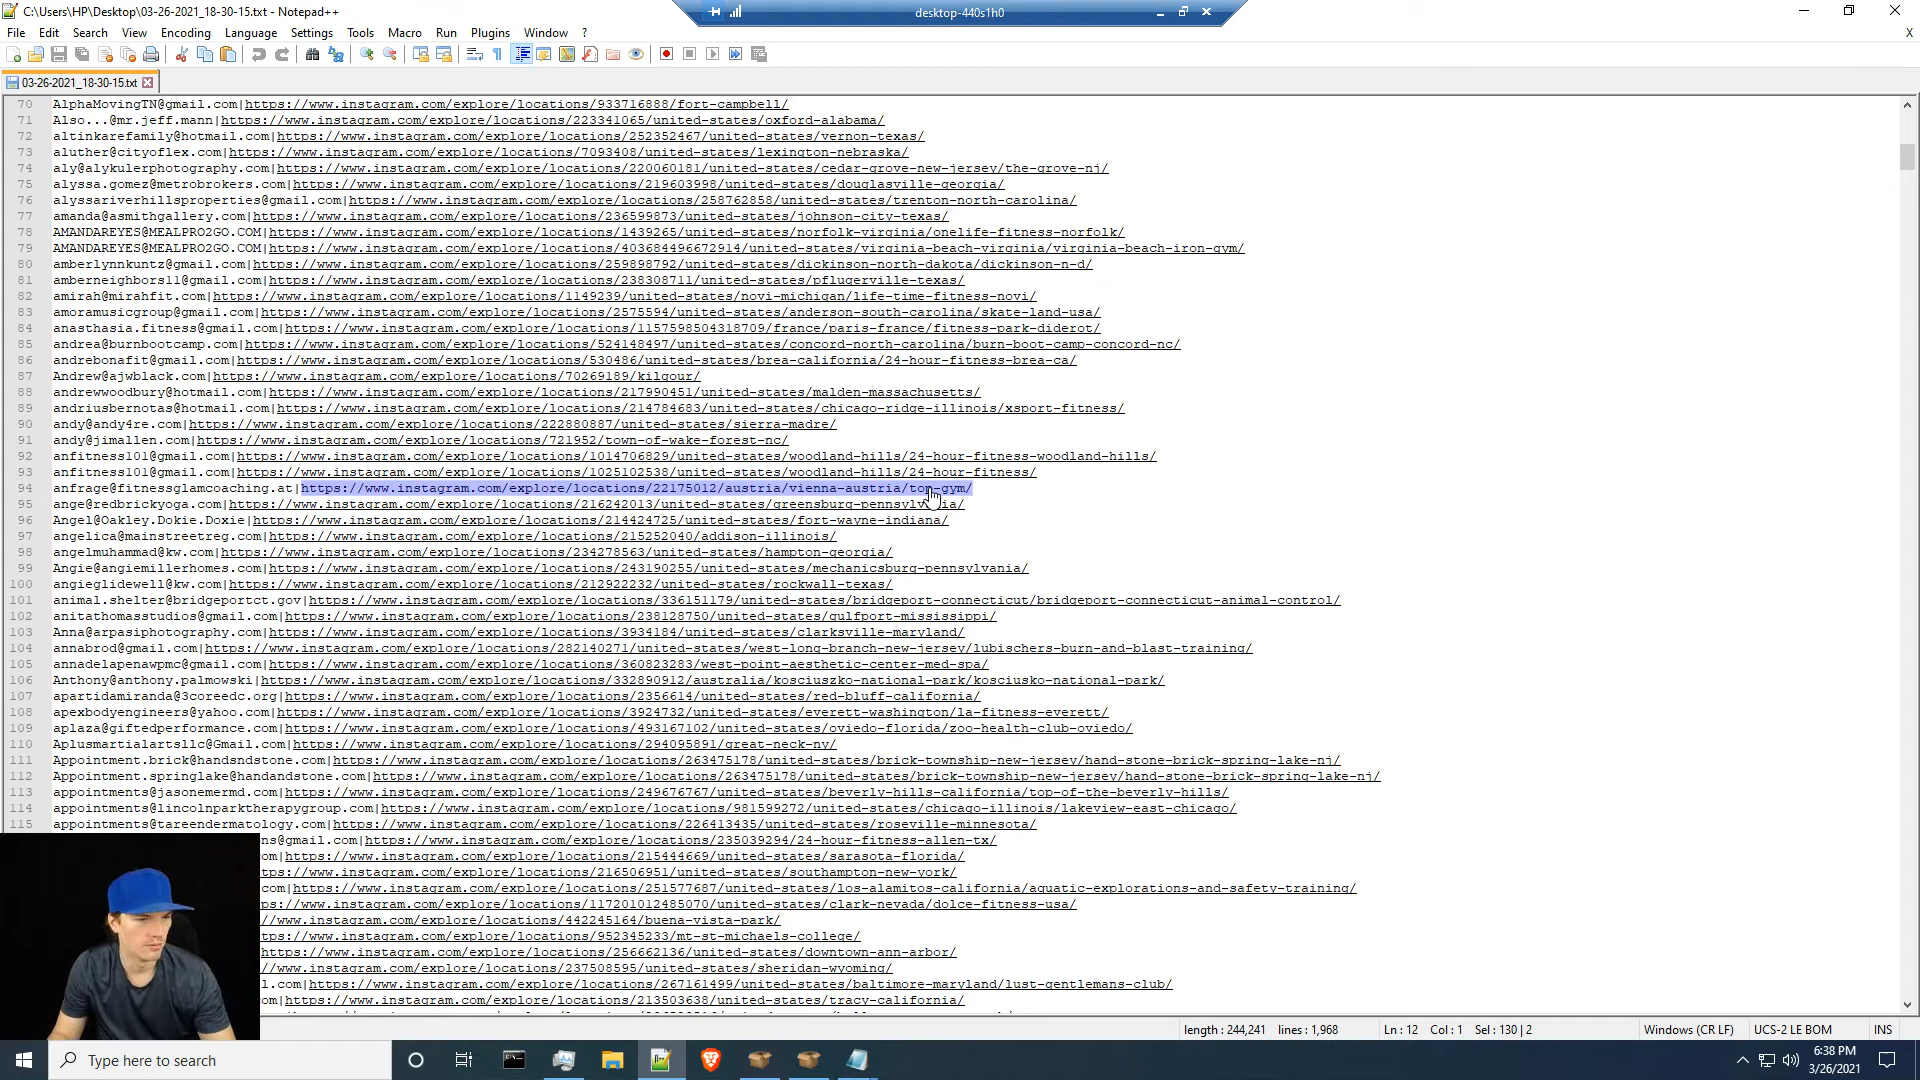 C:\Users\HP\Desktop\03-26-2021_18-30-15.txt - Notepad++
desktop-440s1h0
File Edit Search View Encoding Language Settings Tools Macro Run Plugins Window ? X
03-26-2021_18-30-15.txt
70 AlphaMovingTN@gmail.com|https://www.instagram.com/explore/locations/933716888/fort-campbell/
71 Also...@mr.jeff.mann|https://www.instagram.com/explore/locations/223341065/united-states/oxford-alabama/
72 altinkarefamily@hotmail.com|https://www.instagram.com/explore/locations/252352467/united-states/vernon-texas/
73 aluther@cityoflex.com|https://www.instagram.com/explore/locations/7093408/united-states/lexington-nebraska/
74 aly@alykulerphotography.com|https://www.instagram.com/explore/locations/220060181/united-states/cedar-grove-new-jersey/the-grove-nj/
75 alyssa.gomez@metrobrokers.com|https://www.instagram.com/explore/locations/219603998/united-states/douglasville-georgia/
76 alyssariverhillsproperties@gmail.com|https://www.instagram.com/explore/locations/258762858/united-states/trenton-north-carolina/
77 amanda@asmithgallery.com|https://www.instagram.com/explore/locations/236599873/united-states/johnson-city-texas/
78 AMANDAREYES@MEALPRO2GO.COM|https://www.instagram.com/explore/locations/1439265/united-states/norfolk-virginia/onelife-fitness-norfolk/
79 AMANDAREYES@MEALPRO2GO.COM|https://www.instagram.com/explore/locations/403684496672914/united-states/virginia-beach-virginia/virginia-beach-iron-gym/
80 amberlynnkuntz@gmail.com|https://www.instagram.com/explore/locations/259898792/united-states/dickinson-north-dakota/dickinson-n-d/
81 amberneighbors11@gmail.com|https://www.instagram.com/explore/locations/238308711/united-states/pflugerville-texas/
82 amirah@mirahfit.com|https://www.instagram.com/explore/locations/1149239/united-states/novi-michigan/life-time-fitness-novi/
83 amoramusicgroup@gmail.com|https://www.instagram.com/explore/locations/2575594/united-states/anderson-south-carolina/skate-land-usa/
84 anasthasia.fitness@gmail.com|https://www.instagram.com/explore/locations/1157598504318709/france/paris-france/fitness-park-diderot/
85 andrea@burnbootcamp.com|https://www.instagram.com/explore/locations/524148497/united-states/concord-north-carolina/burn-boot-camp-concord-nc/
86 andrebonafit@gmail.com|https://www.instagram.com/explore/locations/530486/united-states/brea-california/24-hour-fitness-brea-ca/
87 Andrew@ajwblack.com|https://www.instagram.com/explore/locations/70269189/kilgour/
88 andrewwoodbury@hotmail.com|https://www.instagram.com/explore/locations/217990451/united-states/malden-massachusetts/
89 andriusbernotas@hotmail.com|https://www.instagram.com/explore/locations/214784683/united-states/chicago-ridge-illinois/xsport-fitness/
90 andy@andy4re.com|https://www.instagram.com/explore/locations/222880887/united-states/sierra-madre/
91 andy@jimallen.com|https://www.instagram.com/explore/locations/721952/town-of-wake-forest-nc/
92 anfitness101@gmail.com|https://www.instagram.com/explore/locations/1014706829/united-states/woodland-hills/24-hour-fitness-woodland-hills/
93 anfitness101@gmail.com|https://www.instagram.com/explore/locations/1025102538/united-states/woodland-hills/24-hour-fitness/
94 anfrage@fitnessglamcoaching.at|https://www.instagram.com/explore/locations/22175012/austria/vienna-austria/top-gym/
95 ange@redbrickyoga.com|https://www.instagram.com/explore/locations/216242013/united-states/greensburg-pennsylvania/
96 Angel@Oakley.Dokie.Doxie|https://www.instagram.com/explore/locations/214424725/united-states/fort-wayne-indiana/
97 angelica@mainstreetreg.com|https://www.instagram.com/explore/locations/215252040/addison-illinois/
98 angelmuhammad@kw.com|https://www.instagram.com/explore/locations/234278563/united-states/hampton-georgia/
99 Angie@angiemillerhomes.com|https://www.instagram.com/explore/locations/243190255/united-states/mechanicsburg-pennsylvania/
100 angieglidewell@kw.com|https://www.instagram.com/explore/locations/212922232/united-states/rockwall-texas/
101 animal.shelter@bridgeportct.gov|https://www.instagram.com/explore/locations/336151179/united-states/bridgeport-connecticut/bridgeport-connecticut-animal-control/
102 anitathomasstudios@gmail.com|https://www.instagram.com/explore/locations/238128750/united-states/gulfport-mississippi/
103 Anna@arpasiphotography.com|https://www.instagram.com/explore/locations/3934184/united-states/clarksville-maryland/
104 annabrod@gmail.com|https://www.instagram.com/explore/locations/282140271/united-states/west-long-branch-new-jersey/lubischers-burn-and-blast-training/
105 annadelapenawpmc@gmail.com|https://www.instagram.com/explore/locations/360823283/west-point-aesthetic-center-med-spa/
106 Anthony@anthony.palmowski|https://www.instagram.com/explore/locations/332890912/australia/kosciuszko-national-park/kosciusko-national-park/
107 apartidamiranda@3coreedc.org|https://www.instagram.com/explore/locations/2356614/united-states/red-bluff-california/
108 apexbodyengineers@yahoo.com|https://www.instagram.com/explore/locations/3924732/united-states/everett-washington/la-fitness-everett/
109 aplaza@giftedperformance.com|https://www.instagram.com/explore/locations/493167102/united-states/oviedo-florida/zoo-health-club-oviedo/
110 Aplusmartialartsllc@Gmail.com|https://www.instagram.com/explore/locations/294095891/great-neck-ny/
111 Appointment.brick@handsndstone.com|https://www.instagram.com/explore/locations/263475178/united-states/brick-township-new-jersey/hand-stone-brick-spring-lake-nj/
112 Appointment.springlake@handandstone.com|https://www.instagram.com/explore/locations/263475178/united-states/brick-township-new-jersey/hand-stone-brick-spring-lake-nj/
113 appointments@jasonemermd.com|https://www.instagram.com/explore/locations/249676767/united-states/beverly-hills-california/top-of-the-beverly-hills/
114 appointments@lincolnparktherapygroup.com|https://www.instagram.com/explore/locations/981599272/united-states/chicago-illinois/lakeview-east-chicago/
115 appointments@tareendermatology.com|https://www.instagram.com/explore/locations/226413435/united-states/roseville-minnesota/
ns@gmail.com|https://www.instagram.com/explore/locations/235039294/24-hour-fitness-allen-tx/
com|https://www.instagram.com/explore/locations/215444669/united-states/sarasota-florida/
tps://www.instagram.com/explore/locations/216506951/united-states/southampton-new-york/
com|https://www.instagram.com/explore/locations/251577687/united-states/los-alamitos-california/aquatic-explorations-and-safety-training/
ps://www.instagram.com/explore/locations/117201012485070/united-states/clark-nevada/dolce-fitness-usa/
//www.instagram.com/explore/locations/442245164/buena-vista-park/
tps://www.instagram.com/explore/locations/952345233/mt-st-michaels-college/
https://www.instagram.com/explore/locations/256662136/united-states/downtown-ann-arbor/
//www.instagram.com/explore/locations/237508595/united-states/sheridan-wyoming/
l.com|https://www.instagram.com/explore/locations/267161499/united-states/baltimore-maryland/lust-gentlemans-club/
com|https://www.instagram.com/explore/locations/213503638/united-states/tracy-california/
length : 244,241 lines : 1,968 Ln : 12 Col : 1 Sel : 130 | 2 Windows (CR LF) UCS-2 LE BOM INS
Type here to search
6:38 PM
3/26/2021